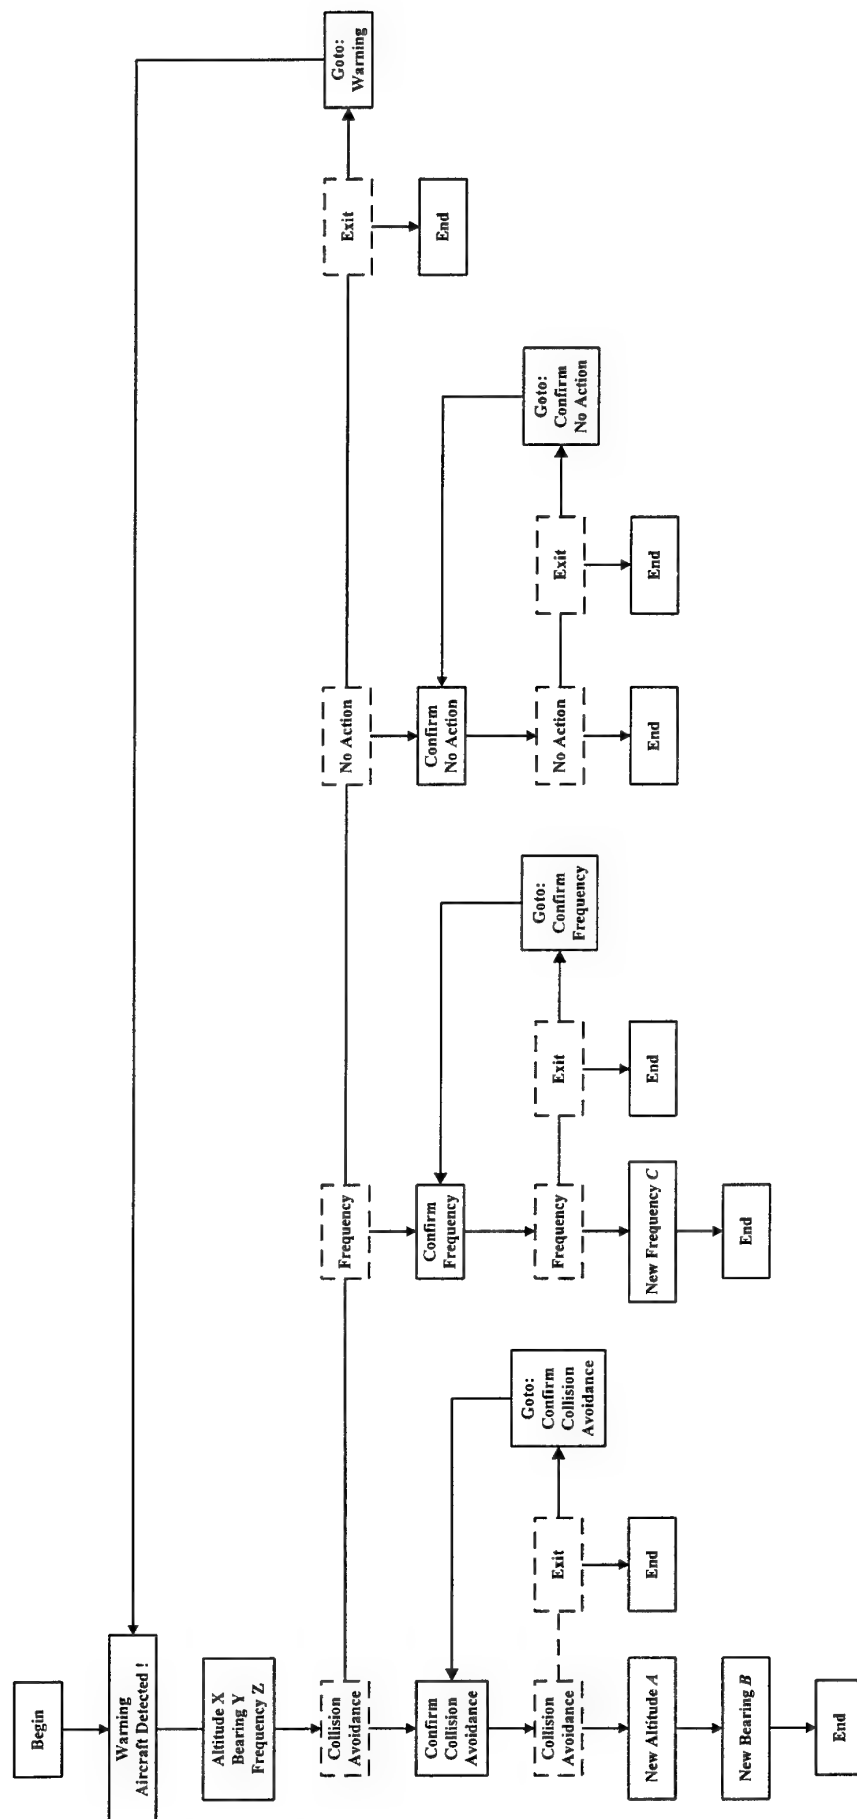 Begin
Warning
Aircraft Detected !
Altitude X
Bearing Y
Frequency Z
Collision
Avoidance
Frequency
No Action
Exit
Goto:
Warning
Confirm
Collision
Avoidance
Confirm
Frequency
Confirm
No Action
End
Collision
Avoidance
Exit
Goto:
Confirm
Collision
Avoidance
Frequency
Exit
Goto:
Confirm
Frequency
No Action
Exit
Goto:
Confirm
No Action
New Altitude A
End
New Frequency C
End
End
End
New Bearing B
End
End